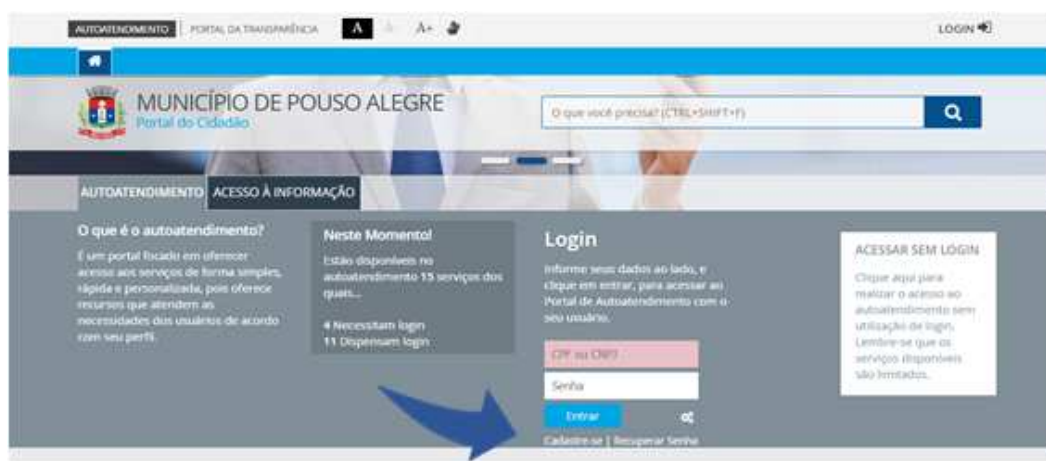 AUTOATENDIMENTO | PORTAL DA TRANSPARÊNCIA A A A+
LOGIN
MUNICÍPIO DE POUSO ALEGRE
Portal do Cidadão
O que você precisa? (CTRL+SHIFT+F)
AUTOATENDIMENTO
ACESSO À INFORMAÇÃO
O que é o autoatendimento?
É um portal focado em oferecer
acesso aos serviços de forma simples,
rápida e personalizada, pois oferece
recursos que atendem as
necessidades dos usuários de acordo
com seu perfil.
Neste Momento!
Estão disponíveis no
autoatendimento 15 serviços dos
quais...
4 Necessitam login
11 Dispensam login
Login
Informe seus dados ao lado, e
clique em entrar, para acessar ao
Portal de Autoatendimento com o
seu usuário.
CPF ou CNPJ
Senha
Entrar
Cadastre-se | Recuperar Senha
ACESSAR SEM LOGIN
Clique aqui para
realizar o acesso ao
autoatendimento sem
utilização de login.
Lembre-se que os
serviços disponíveis
são limitados.